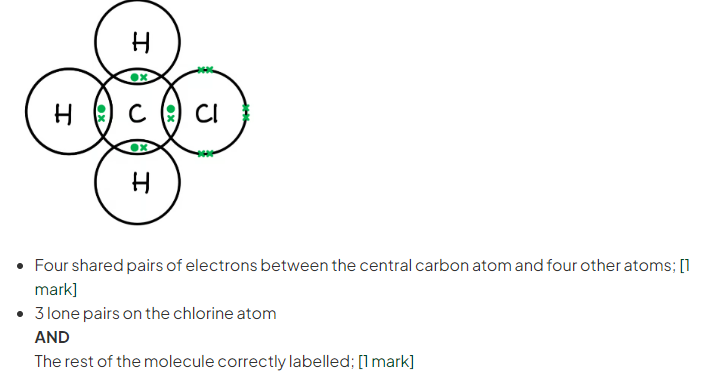 H
H C Cl
H
• Four shared pairs of electrons between the central carbon atom and four other atoms; [1
mark]
• 3 lone pairs on the chlorine atom
AND
The rest of the molecule correctly labelled; [1 mark]